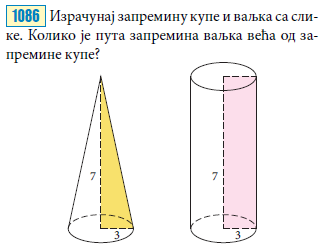 1086 Израчунај запремину купе и ваљка са сли-
ке. Колико је пута запремина ваљка већа од за-
премине купе?
7
7
3
3